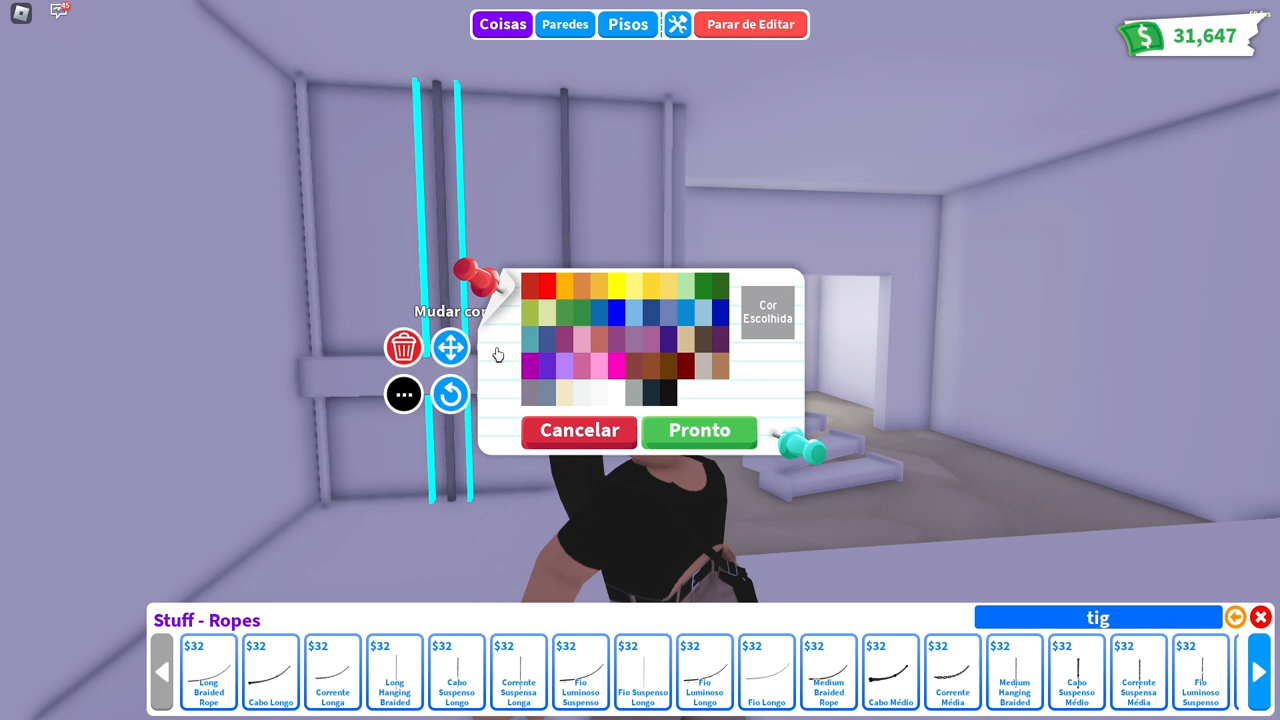 45
Coisas
Paredes
Pisos
Parar de Editar
$ 31,647
Mudar cor
Cor
Escolhida
...
Cancelar
Pronto
Stuff - Ropes
tig
$32
Long
Braided
Rope
$32
Cabo Longo
$32
Corrente
Longa
$32
Long
Hanging
Braided
$32
Cabo
Suspenso
Longo
$32
Corrente
Suspensa
Longa
$32
Fio
Luminoso
Suspenso
$32
Fio Suspenso
Longo
$32
Fio
Luminoso
Longo
$32
Fio Longo
$32
Medium
Braided
Rope
$32
Cabo Médio
$32
Corrente
Média
$32
Medium
Hanging
Braided
$32
Cabo
Suspenso
Médio
$32
Corrente
Suspensa
Média
$32
Fio
Luminoso
Suspenso